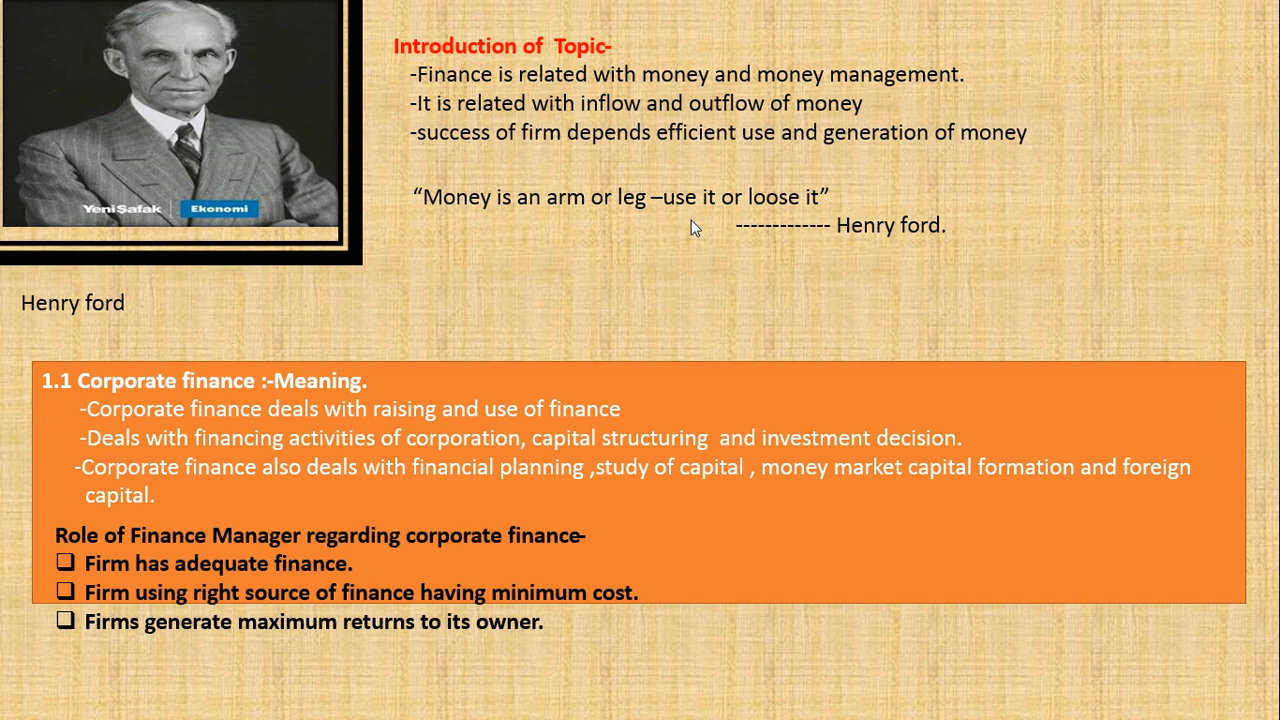 Introduction of  Topic-
-Finance is related with money and money management.
-It is related with inflow and outflow of money
-success of firm depends efficient use and generation of money
“Money is an arm or leg –use it or loose it”
------------- Henry ford.
YeniŞafak Ekonomi
Henry ford
1.1 Corporate finance :-Meaning.
-Corporate finance deals with raising and use of finance
-Deals with financing activities of corporation, capital structuring  and investment decision.
-Corporate finance also deals with financial planning ,study of capital , money market capital formation and foreign
capital.
Role of Finance Manager regarding corporate finance-
❑ Firm has adequate finance.
❑ Firm using right source of finance having minimum cost.
❑ Firms generate maximum returns to its owner.